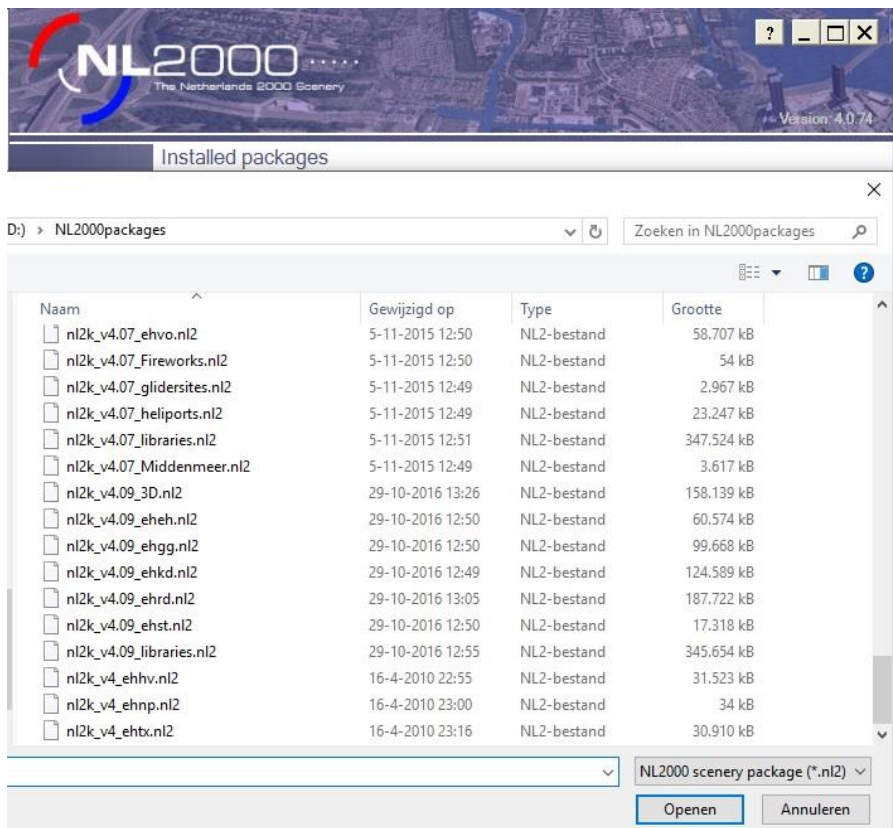 ?
NL2000
The Netherlands 2000 Scenery
Version: 4.0.74
Installed packages
D:) > NL2000packages
Zoeken in NL2000packages
?
Naam Gewijzigd op Type Grootte
nl2k_v4.07_ehvo.nl2 5-11-2015 12:50 NL2-bestand 58.707 kB
nl2k_v4.07_Fireworks.nl2 5-11-2015 12:50 NL2-bestand 54 kB
nl2k_v4.07_glidersites.nl2 5-11-2015 12:49 NL2-bestand 2.967 kB
nl2k_v4.07_heliports.nl2 5-11-2015 12:49 NL2-bestand 23.247 kB
nl2k_v4.07_libraries.nl2 5-11-2015 12:51 NL2-bestand 347.524 kB
nl2k_v4.07_Middenmeer.nl2 5-11-2015 12:49 NL2-bestand 3.617 kB
nl2k_v4.09_3D.nl2 29-10-2016 13:26 NL2-bestand 158.139 kB
nl2k_v4.09_eheh.nl2 29-10-2016 12:50 NL2-bestand 60.574 kB
nl2k_v4.09_ehgg.nl2 29-10-2016 12:50 NL2-bestand 99.668 kB
nl2k_v4.09_ehkd.nl2 29-10-2016 12:49 NL2-bestand 124.589 kB
nl2k_v4.09_ehrd.nl2 29-10-2016 13:05 NL2-bestand 187.722 kB
nl2k_v4.09_ehst.nl2 29-10-2016 12:50 NL2-bestand 17.318 kB
nl2k_v4.09_libraries.nl2 29-10-2016 12:55 NL2-bestand 345.654 kB
nl2k_v4_ehhv.nl2 16-4-2010 22:55 NL2-bestand 31.523 kB
nl2k_v4_ehnp.nl2 16-4-2010 23:00 NL2-bestand 34 kB
nl2k_v4_ehtx.nl2 16-4-2010 23:16 NL2-bestand 30.910 kB
NL2000 scenery package (*.nl2)
Openen Annuleren